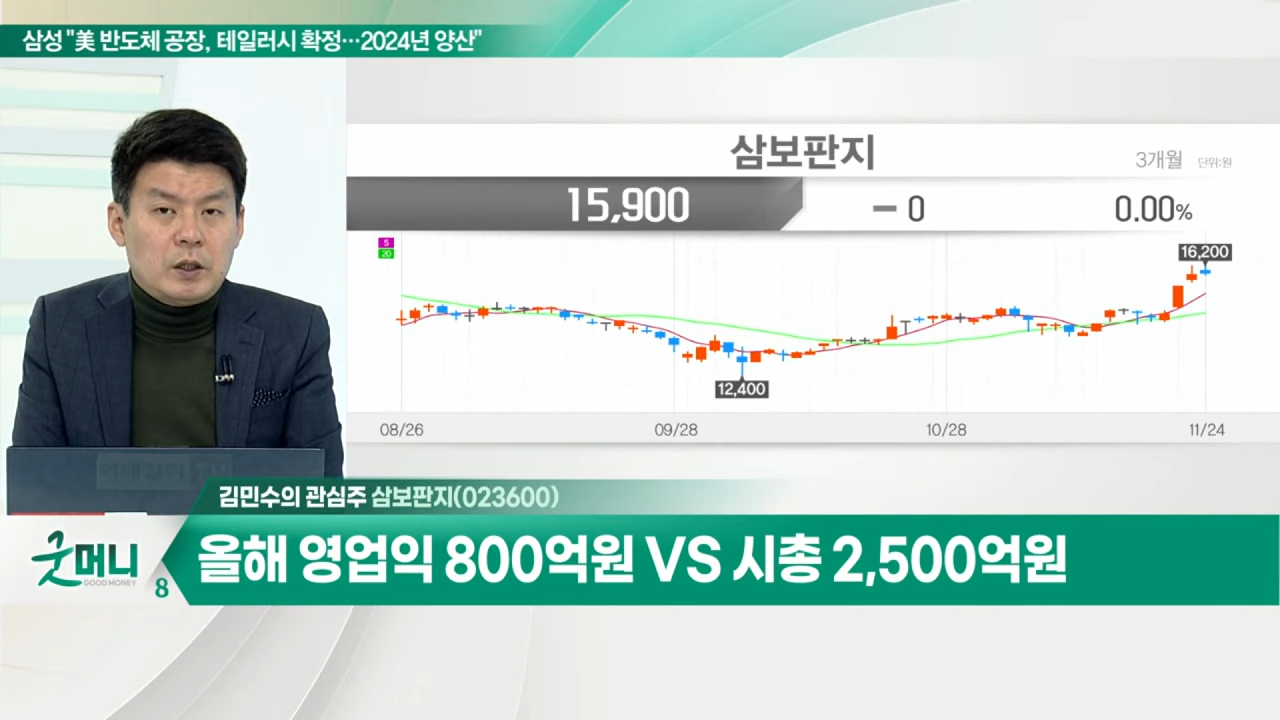 삼성 "美 반도체 공장, 테일러시 확정…2024년 양산"
삼보판지
3개월 단위:원
15,900 – 0 0.00%
5
20
16,200
12,400
08/26 09/28 10/28 11/24
김민수의 관심주 삼보판지(023600)
굿머니
GOOD MONEY
8
올해 영업익 800억원 VS 시총 2,500억원